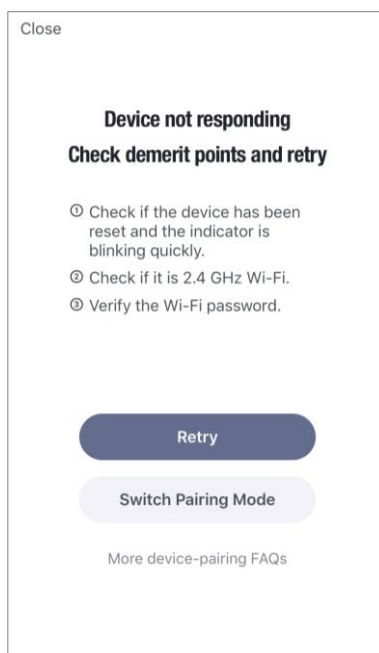 Close
Device not responding
Check demerit points and retry
① Check if the device has been
reset and the indicator is
blinking quickly.
② Check if it is 2.4 GHz Wi-Fi.
③ Verify the Wi-Fi password.
Retry
Switch Pairing Mode
More device-pairing FAQs